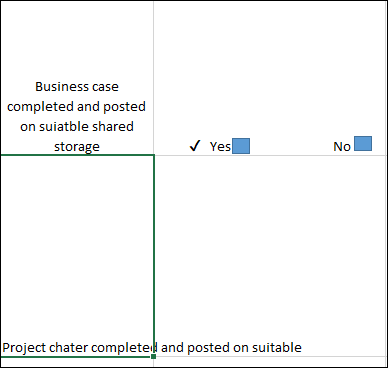 Business case
completed and posted
on suiatble shared
storage
✓ Yes No
Project chater completed and posted on suitable